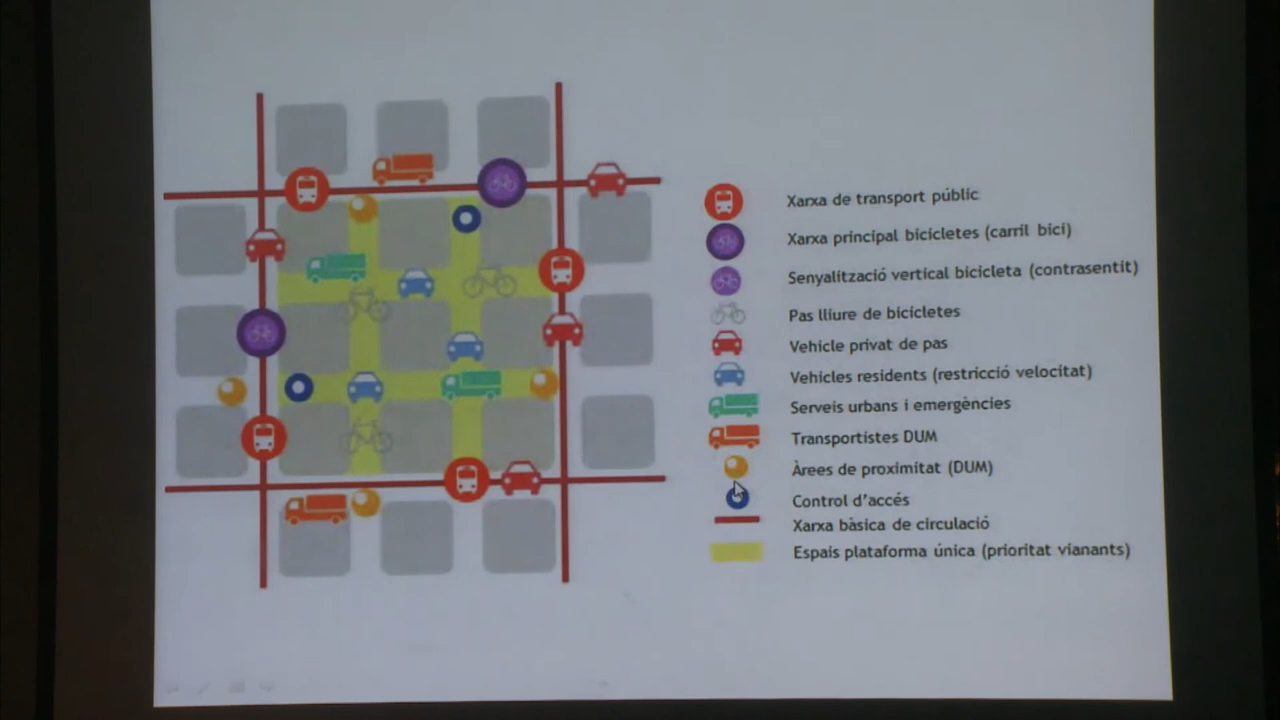 Xarxa de transport públic
Xarxa principal bicicletes (carril bici)
Senyalització vertical bicicleta (contrasentit)
Pas lliure de bicicletes
Vehicle privat de pas
Vehicles residents (restricció velocitat)
Serveis urbans i emergències
Transportistes DUM
Àrees de proximitat (DUM)
Control d'accés
Xarxa bàsica de circulació
Espais plataforma única (prioritat vianants)